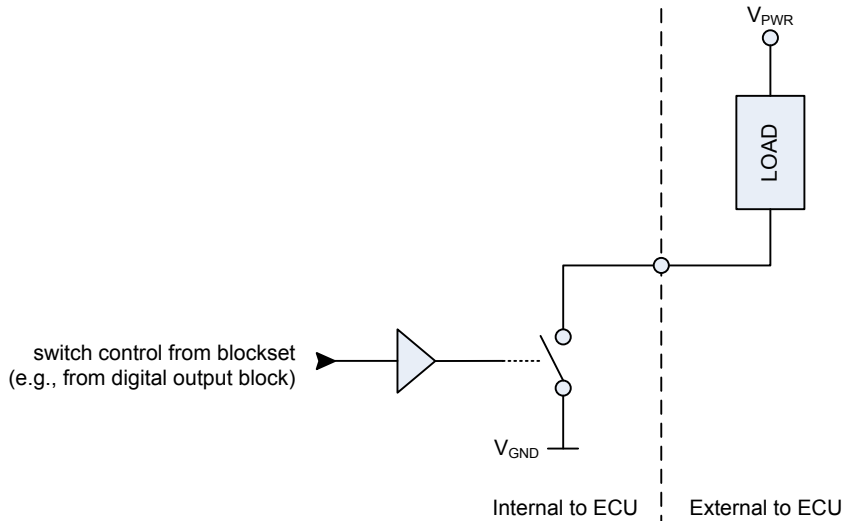 V_PWR
LOAD
switch control from blockset
(e.g., from digital output block)
V_GND
Internal to ECU
External to ECU